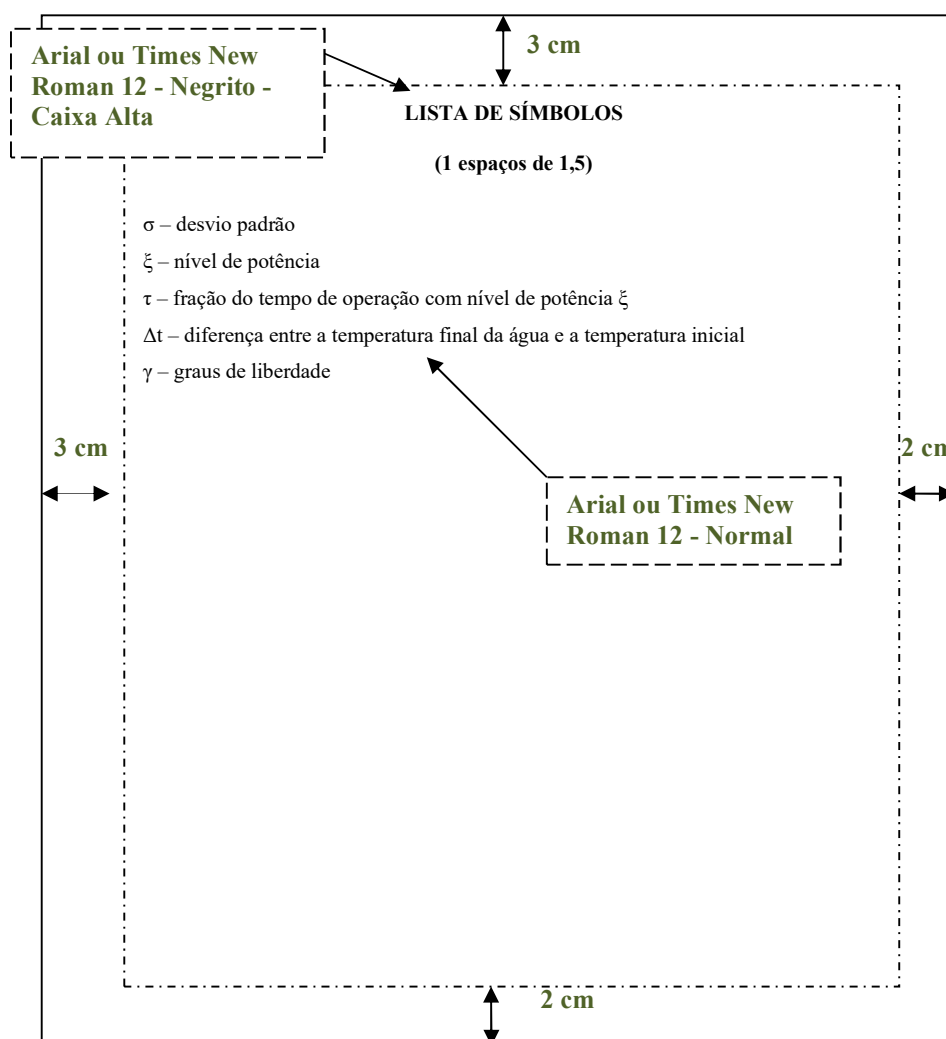 3 cm
Arial ou Times New
Roman 12 - Negrito -
Caixa Alta
LISTA DE SÍMBOLOS
(1 espaços de 1,5)
σ – desvio padrão
ξ – nível de potência
τ – fração do tempo de operação com nível de potência ξ
Δt – diferença entre a temperatura final da água e a temperatura inicial
γ – graus de liberdade
3 cm
2 cm
Arial ou Times New
Roman 12 - Normal
2 cm